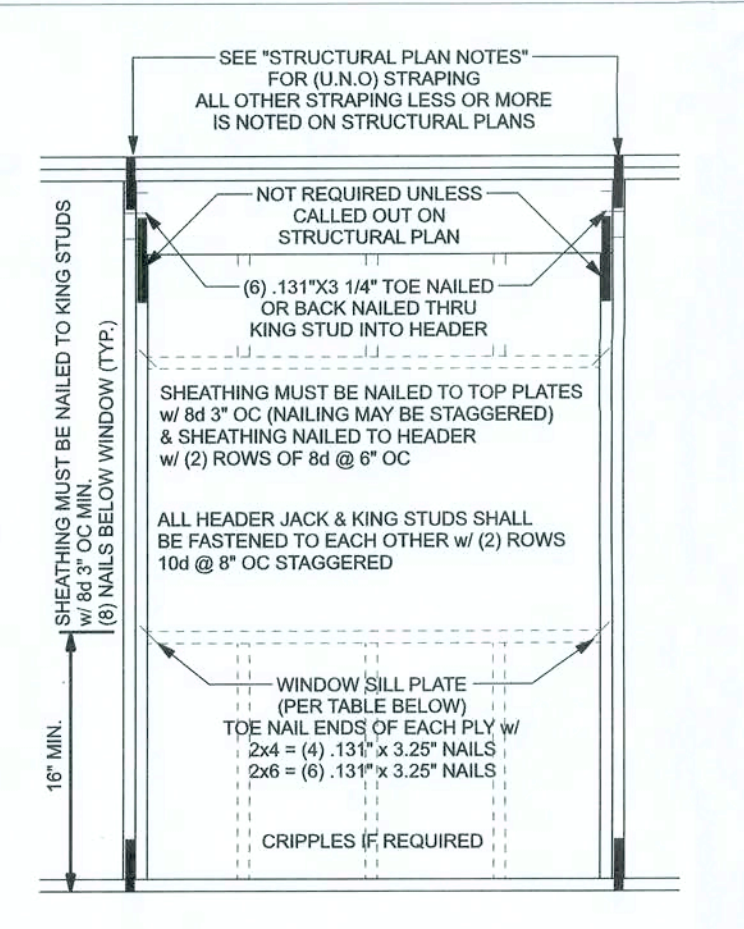 SEE "STRUCTURAL PLAN NOTES"
FOR (U.N.O) STRAPING
ALL OTHER STRAPING LESS OR MORE
IS NOTED ON STRUCTURAL PLANS
NOT REQUIRED UNLESS
CALLED OUT ON
STRUCTURAL PLAN
(6) .131"X3 1/4" TOE NAILED
OR BACK NAILED THRU
KING STUD INTO HEADER
SHEATHING MUST BE NAILED TO KING STUDS
w/ 8d 3" OC MIN.
(8) NAILS BELOW WINDOW (TYP.)
SHEATHING MUST BE NAILED TO TOP PLATES
w/ 8d 3" OC (NAILING MAY BE STAGGERED)
& SHEATHING NAILED TO HEADER
w/ (2) ROWS OF 8d @ 6" OC
ALL HEADER JACK & KING STUDS SHALL
BE FASTENED TO EACH OTHER w/ (2) ROWS
10d @ 8" OC STAGGERED
16" MIN.
WINDOW SILL PLATE
(PER TABLE BELOW)
TOE NAIL ENDS OF EACH PLY w/
2x4 = (4) .131" x 3.25" NAILS
2x6 = (6) .131" x 3.25" NAILS
CRIPPLES IF REQUIRED